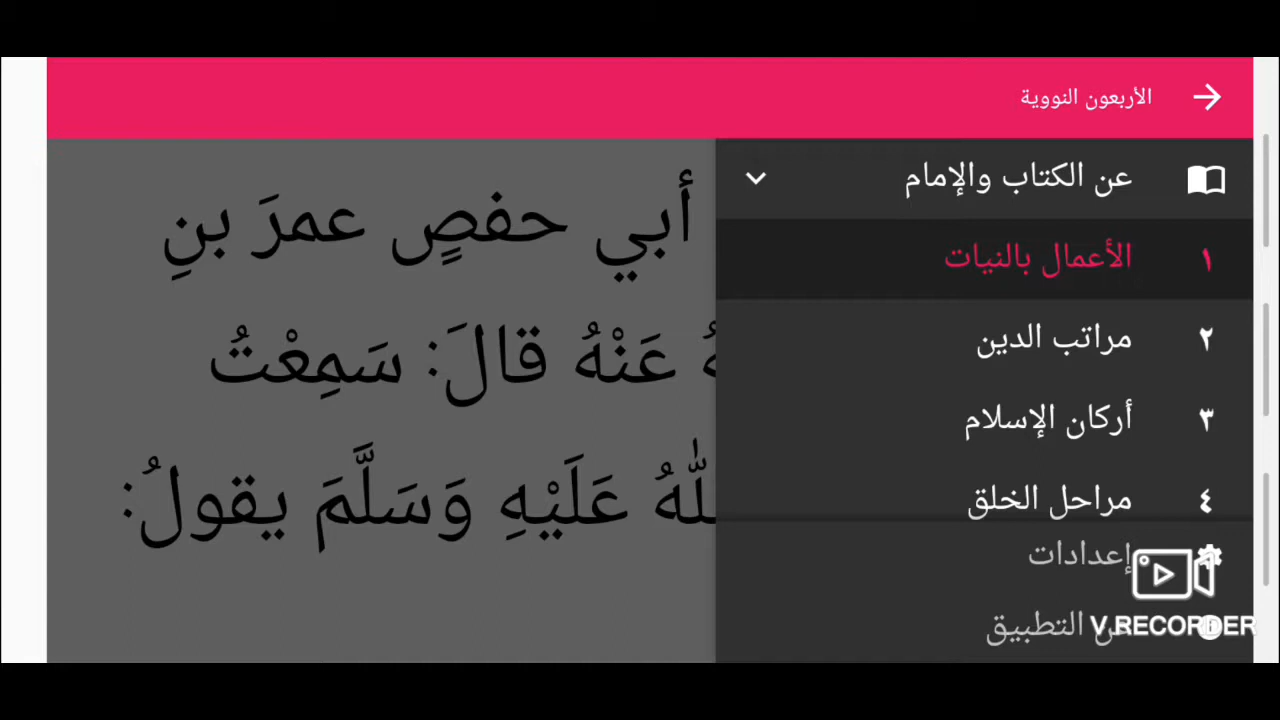 الأربعون النووية
عن الكتاب والإمام
١ الأعمال بالنيات
٢ مراتب الدين
٣ أركان الإسلام
٤ مراحل الخلق
إعدادات
التطبيق
V.RECORDER
أبي حفصٍ عمرَ بنِ
عَنْهُ قالَ: سَمِعْتُ
عَلَيْهِ وَسَلَّمَ يقولُ: